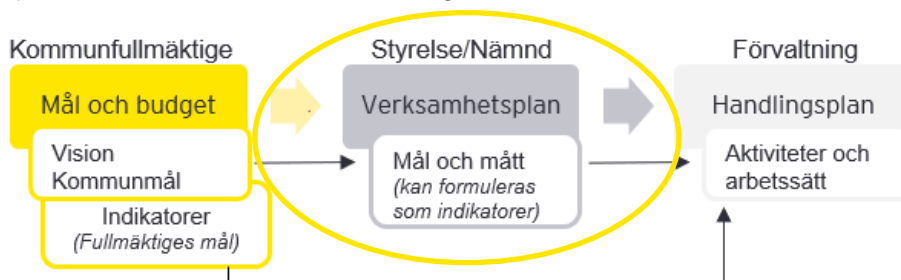 Kommunfullmäktige
Mål och budget
Vision
Kommunmål
Indikatorer
(Fullmäktiges mål)
Styrelse/Nämnd
Verksamhetsplan
Mål och mått
(kan formuleras
som indikatorer)
Förvaltning
Handlingsplan
Aktiviteter och
arbetssätt